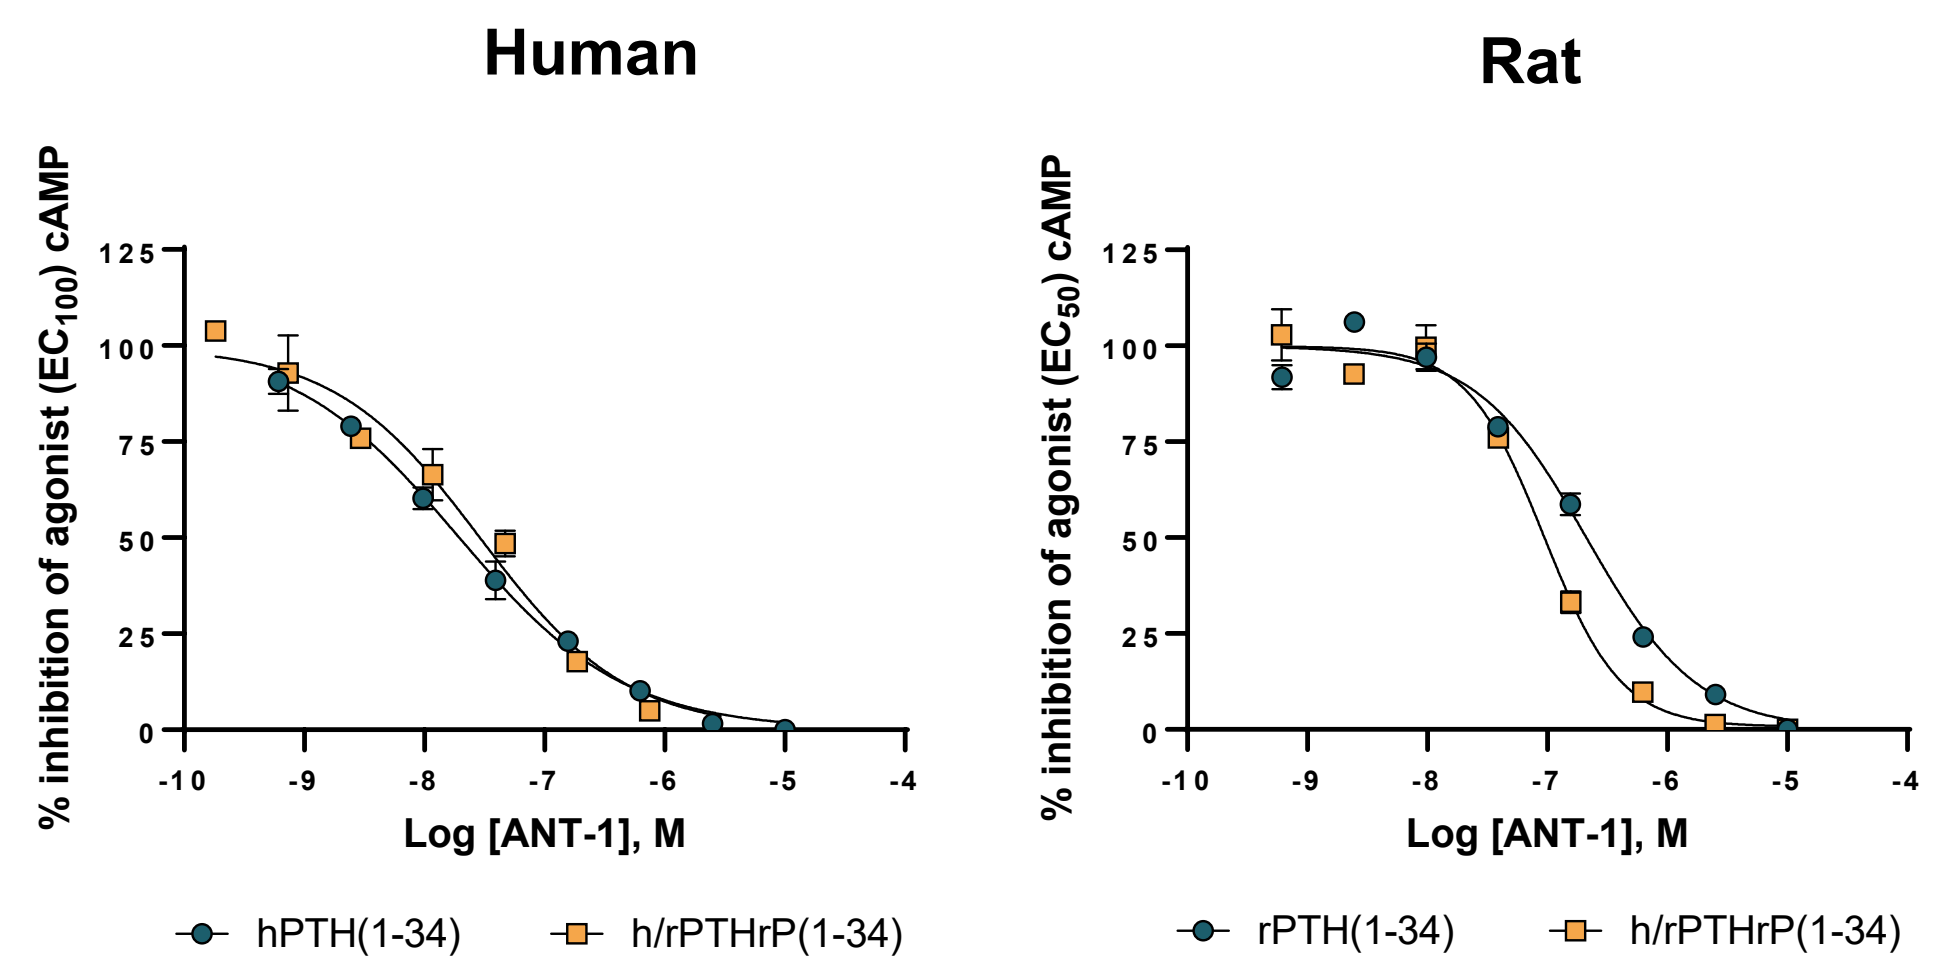 Human
% inhibition of agonist (EC100) cAMP
125
100
75
50
25
0
-10 -9 -8 -7 -6 -5 -4
Log [ANT-1], M
hPTH(1-34) h/rPTHrP(1-34)
Rat
% inhibition of agonist (EC50) cAMP
125
100
75
50
25
0
-10 -9 -8 -7 -6 -5 -4
Log [ANT-1], M
rPTH(1-34) h/rPTHrP(1-34)